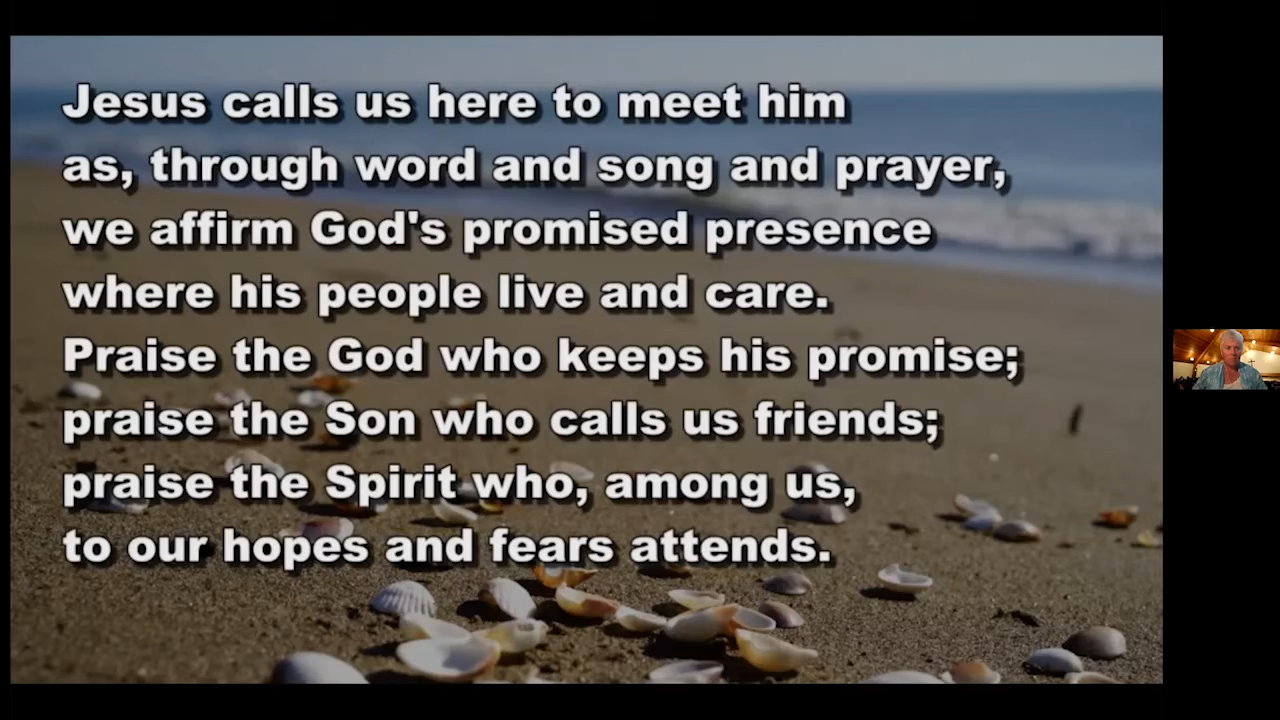 Jesus calls us here to meet him
as, through word and song and prayer,
we affirm God's promised presence
where his people live and care.
Praise the God who keeps his promise;
praise the Son who calls us friends;
praise the Spirit who, among us,
to our hopes and fears attends.